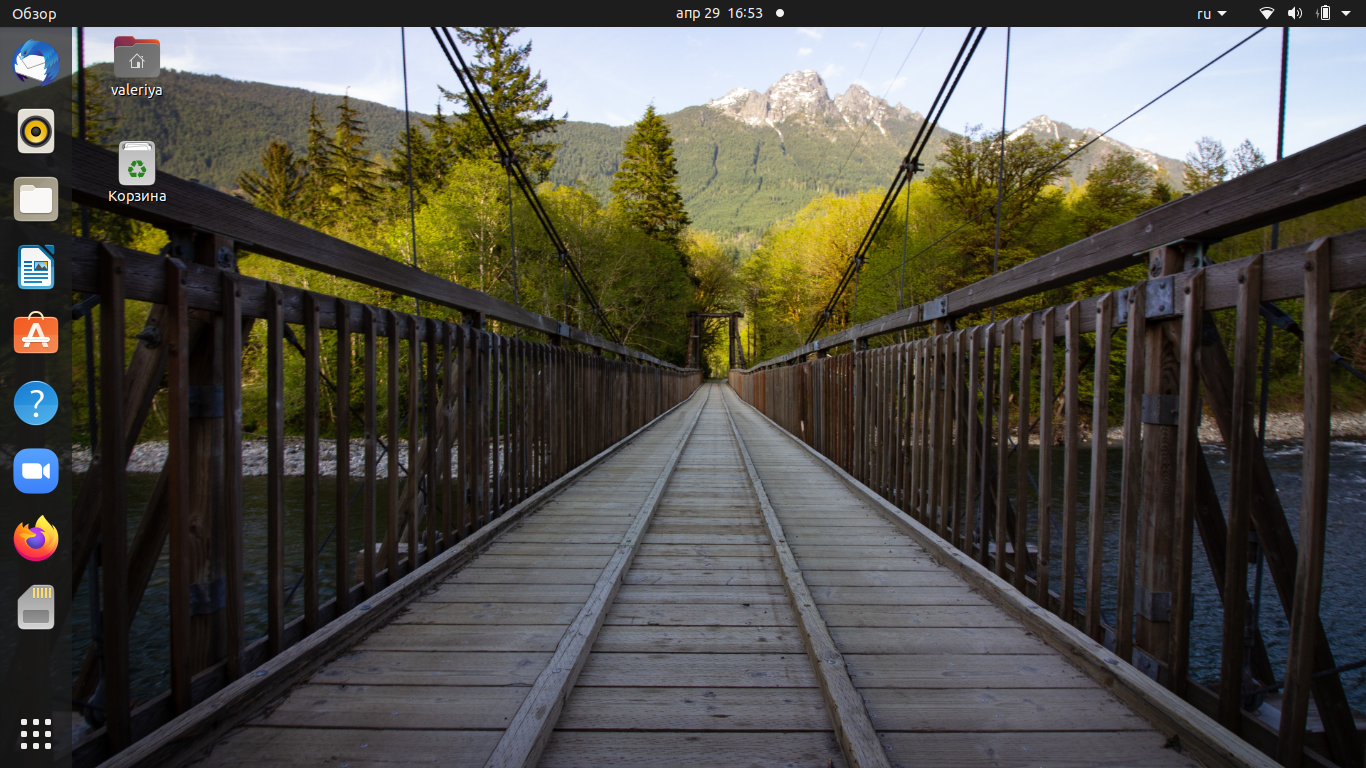 Обзор
апр 29 16:53
ru
valeriya
Корзина